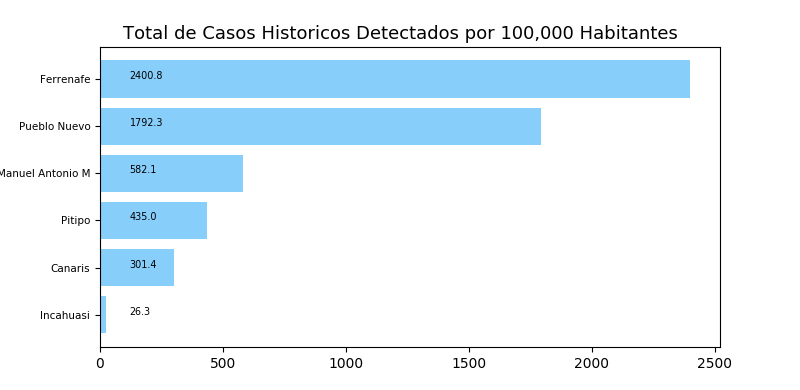 Total de Casos Historicos Detectados por 100,000 Habitantes
Ferrenafe 2400.8
Pueblo Nuevo 1792.3
Manuel Antonio M 582.1
Pitipo 435.0
Canaris 301.4
Incahuasi 26.3
0 500 1000 1500 2000 2500